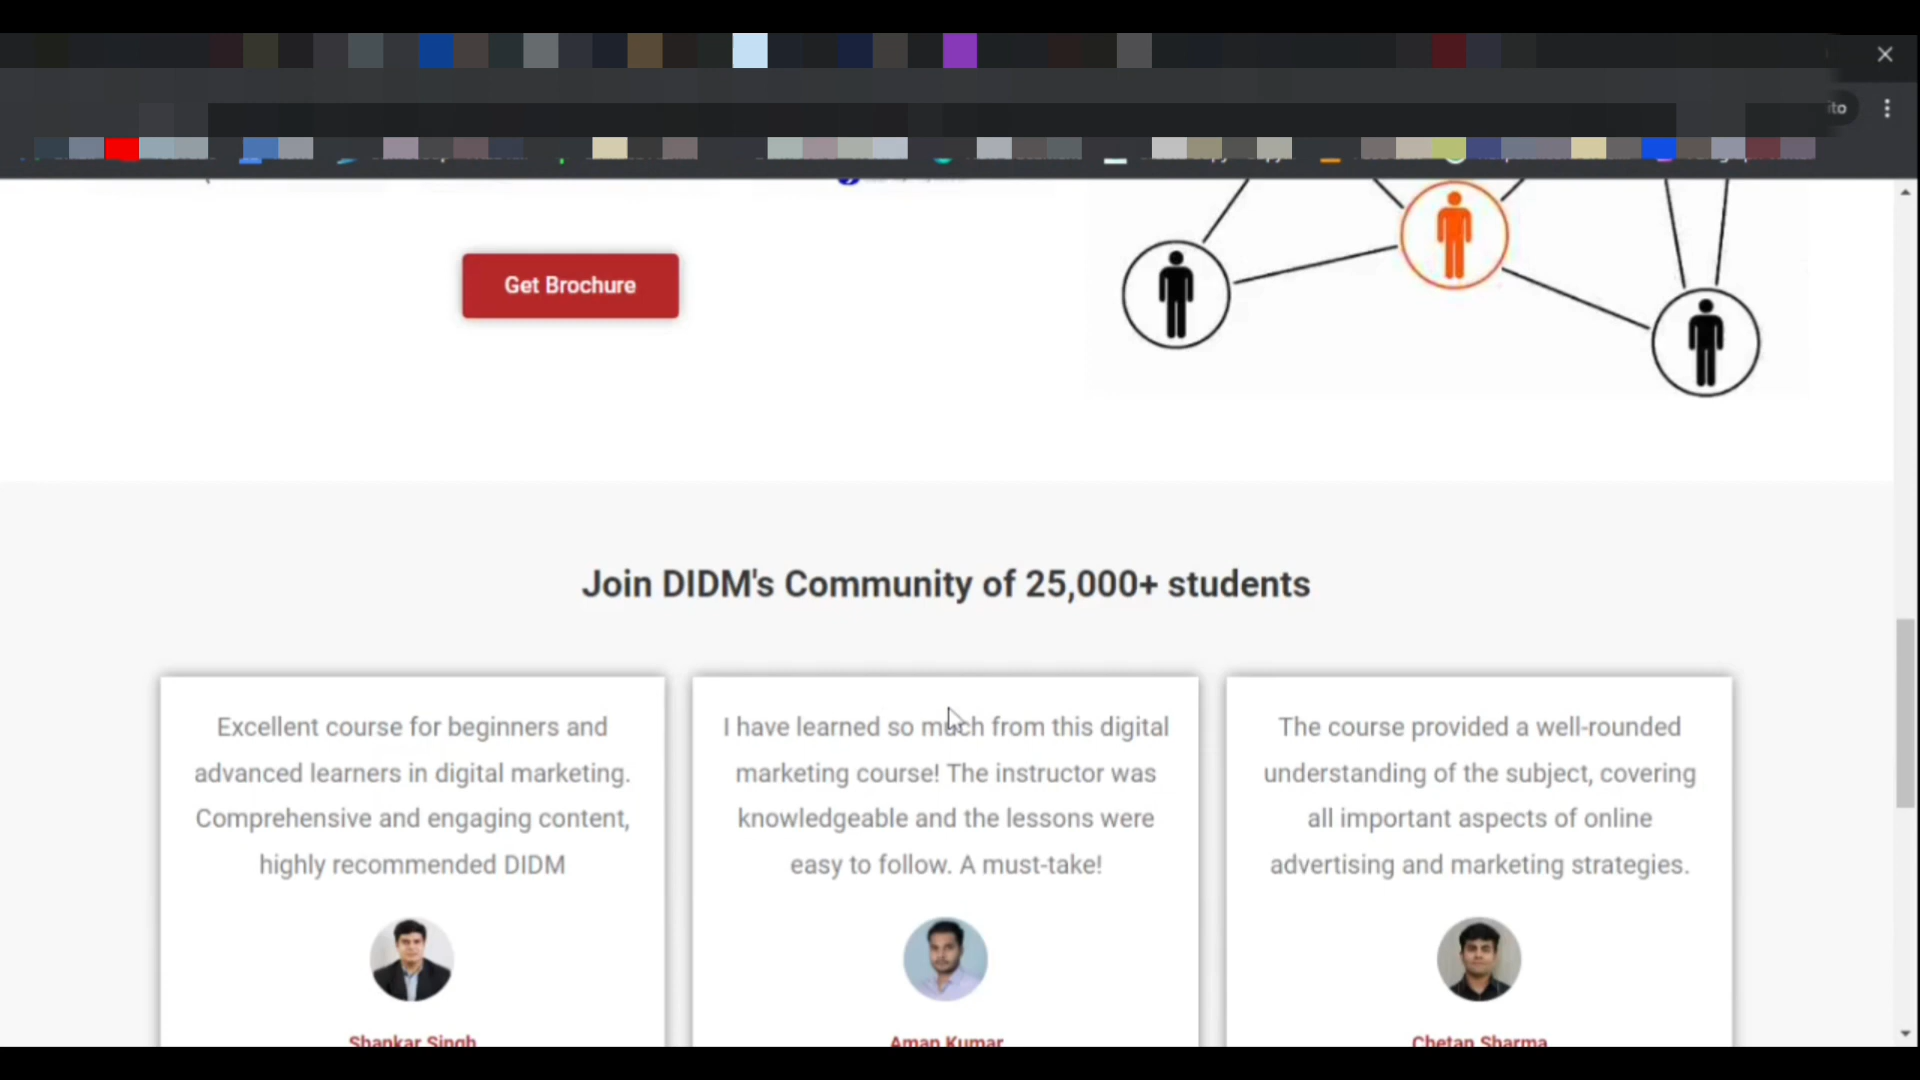 Get Brochure
Join DIDM's Community of 25,000+ students
Excellent course for beginners and
advanced learners in digital marketing.
Comprehensive and engaging content,
highly recommended DIDM
Shankar Singh
I have learned so much from this digital
marketing course! The instructor was
knowledgeable and the lessons were
easy to follow. A must-take!
Aman Kumar
The course provided a well-rounded
understanding of the subject, covering
all important aspects of online
advertising and marketing strategies.
Chetan Sharma